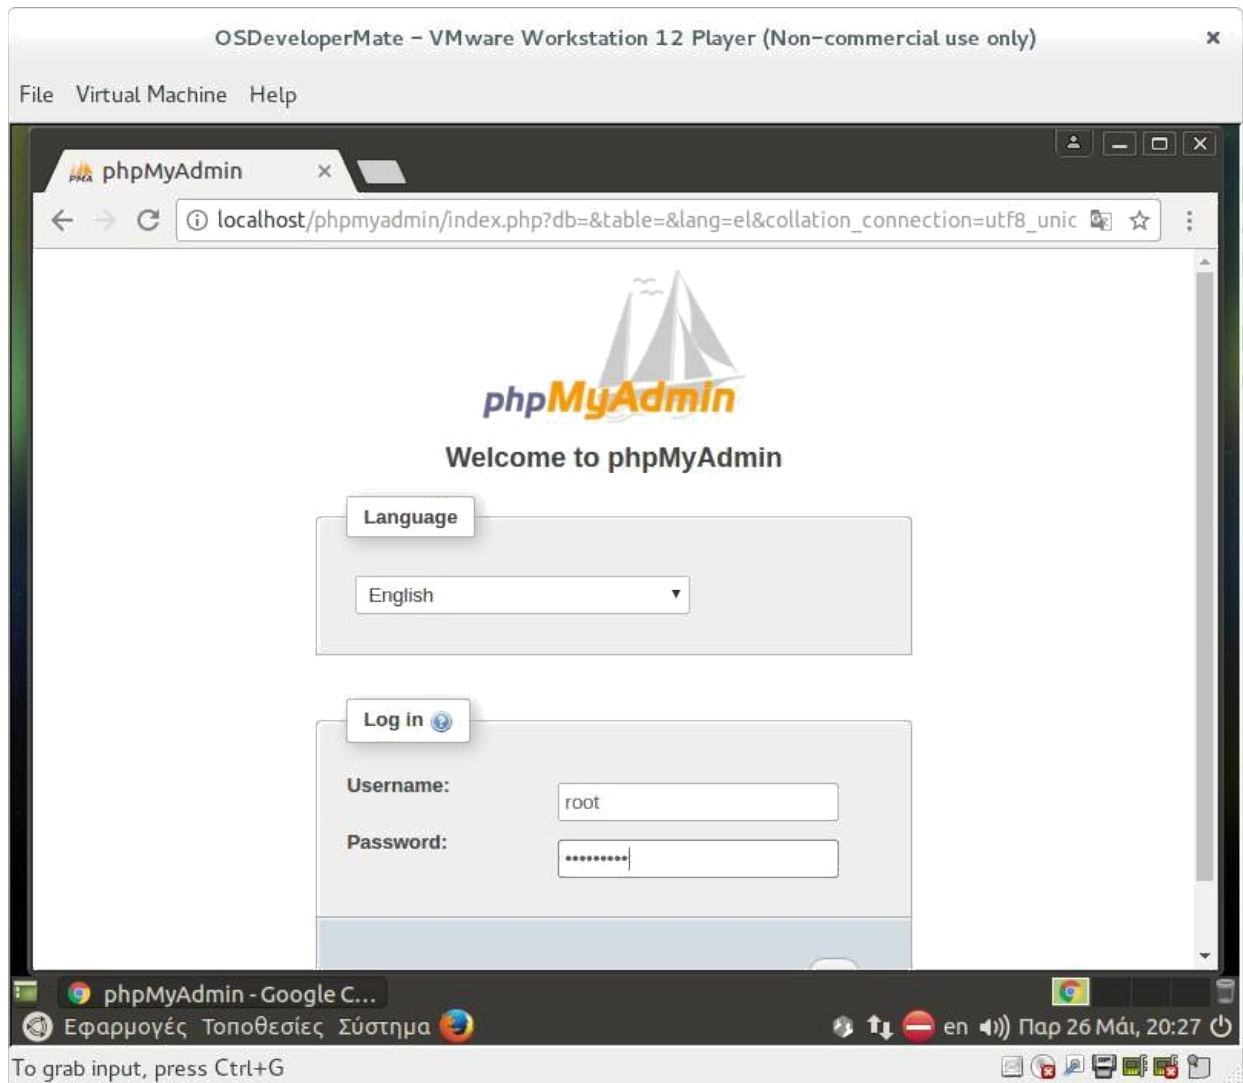 OSDeveloperMate – VMware Workstation 12 Player (Non-commercial use only)
File Virtual Machine Help
PMA phpMyAdmin
localhost/phpmyadmin/index.php?db=&table=&lang=el&collation_connection=utf8_unic
phpMyAdmin
Welcome to phpMyAdmin
Language
English
Log in
Username:
root
Password:
•••••••••
phpMyAdmin - Google C...
Εφαρμογές Τοποθεσίες Σύστημα
en Παρ 26 Μάι, 20:27
To grab input, press Ctrl+G